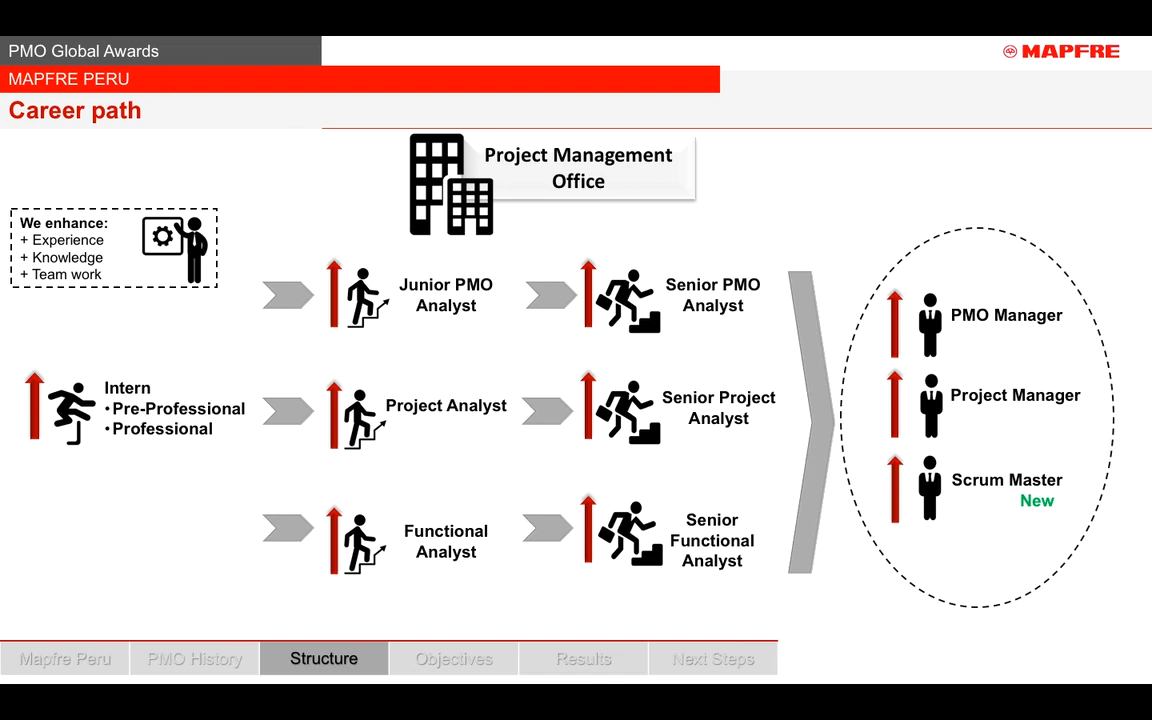 PMO Global Awards
MAPFRE
MAPFRE PERU
Career path
Project Management
Office
We enhance:
+ Experience
+ Knowledge
+ Team work
Junior PMO
Analyst
Senior PMO
Analyst
Intern
•Pre-Professional
•Professional
Project Analyst
Senior Project
Analyst
Functional
Analyst
Senior
Functional
Analyst
PMO Manager
Project Manager
Scrum Master
New
Mapfre Peru
PMO History
Structure
Objectives
Results
Next Steps